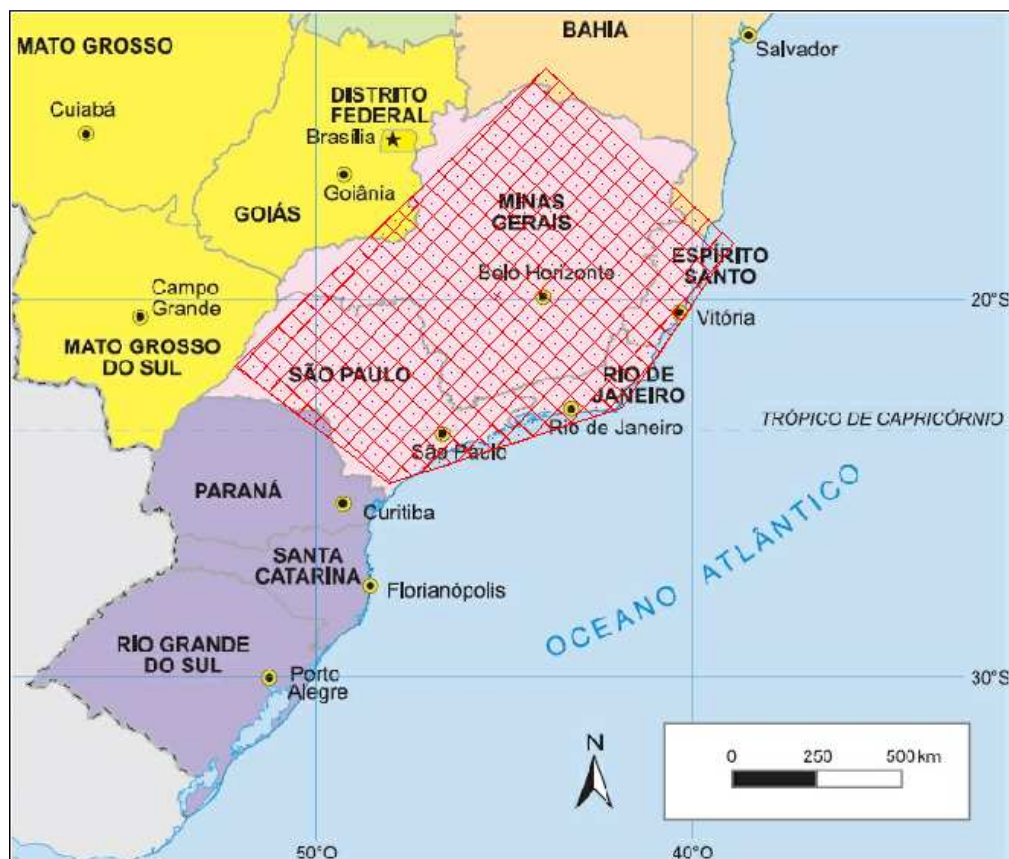 BAHIA
MATO GROSSO
Salvador
Cuiabá
DISTRITO
FEDERAL
Brasília
Goiânia
GOIÁS
MINAS
GERAIS
ESPÍRITO
SANTO
Belo Horizonte
Campo
Grande
20°S
Vitória
MATO GROSSO
DO SUL
SÃO PAULO
RIO DE
JANEIRO
TRÓPICO DE CAPRICÓRNIO
Rio de Janeiro
São Paulo
PARANÁ
Curitiba
SANTA
CATARINA
Florianópolis
OCEANO ATLÂNTICO
RIO GRANDE
DO SUL
Porto
Alegre
30°S
N
0 250 500 km
50°O 40°O